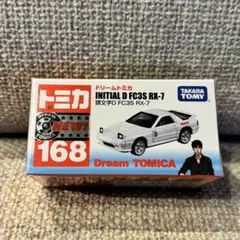 トミカ
ドリームトミカ
INITIAL D FC3S RX-7
頭文字D FC3S RX-7
TAKARA
TOMY
NEW!
168
Dream TOMICA